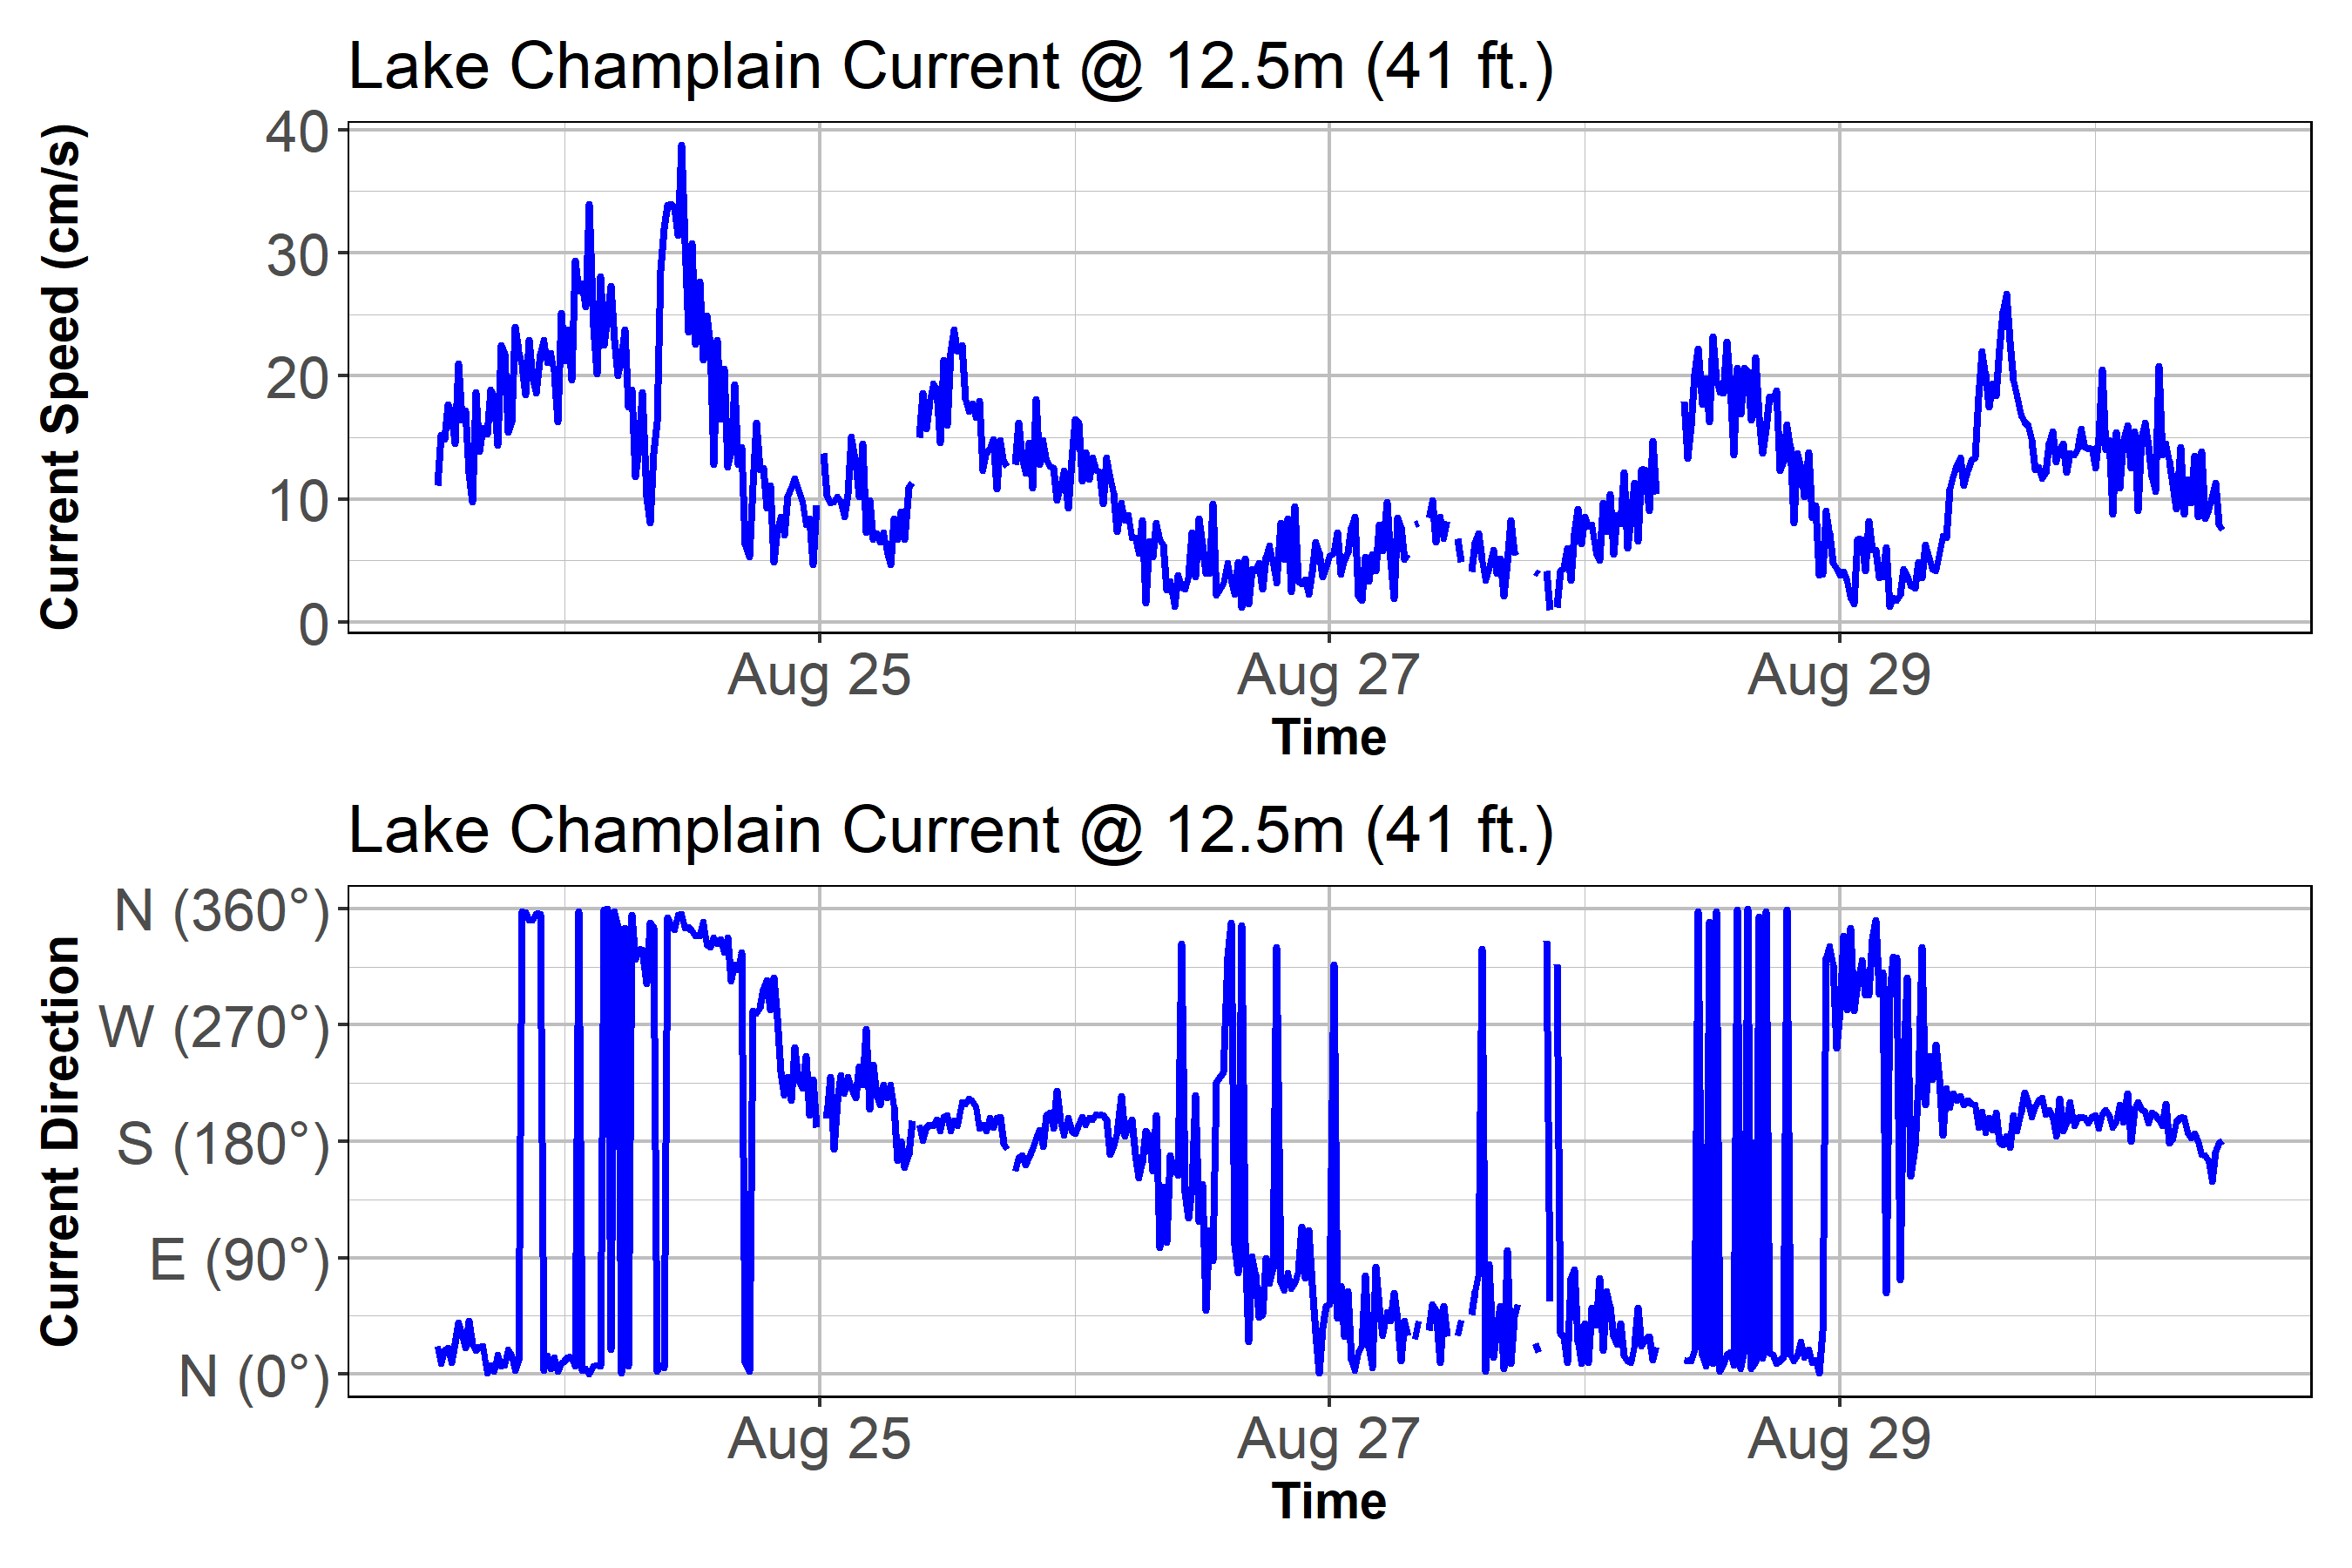 Lake Champlain Current @ 12.5m (41 ft.)
Current Speed (cm/s)
40
30
20
10
0
Aug 25 Aug 27 Aug 29
Time
Lake Champlain Current @ 12.5m (41 ft.)
Current Direction
N (360°)
W (270°)
S (180°)
E (90°)
N (0°)
Aug 25 Aug 27 Aug 29
Time